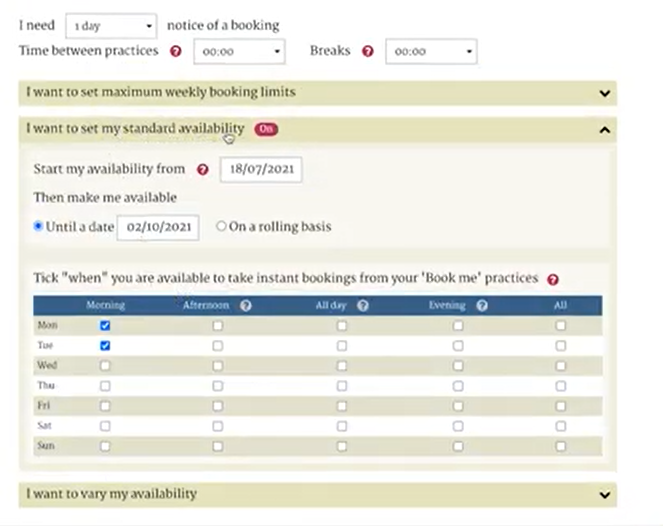 I need 1 day notice of a booking
Time between practices ? 00:00 Breaks ? 00:00
I want to set maximum weekly booking limits
I want to set my standard availability On
Start my availability from ? 18/07/2021
Then make me available
Until a date 02/10/2021 On a rolling basis
Tick "when" you are available to take instant bookings from your 'Book me' practices ?
Morning Afternoon ? All day ? Evening ? All
Mon
Tue
Wed
Thu
Fri
Sat
Sun
I want to vary my availability